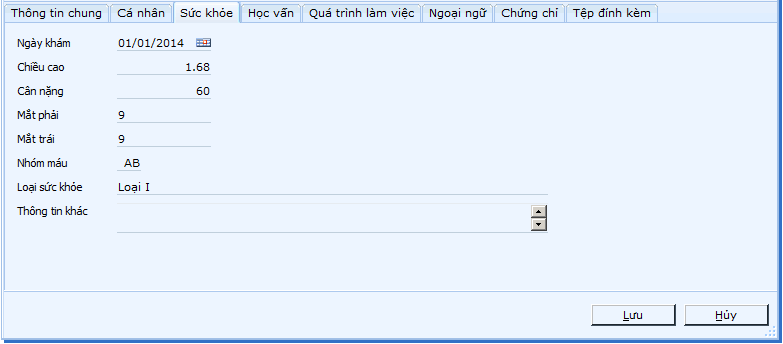 Thông tin chung Cá nhân Sức khỏe Học vấn Quá trình làm việc Ngoại ngữ Chứng chỉ Tệp đính kèm
Ngày khám 01/01/2014
Chiều cao 1.68
Cân nặng 60
Mắt phải 9
Mắt trái 9
Nhóm máu AB
Loại sức khỏe Loại I
Thông tin khác
Lưu Hủy